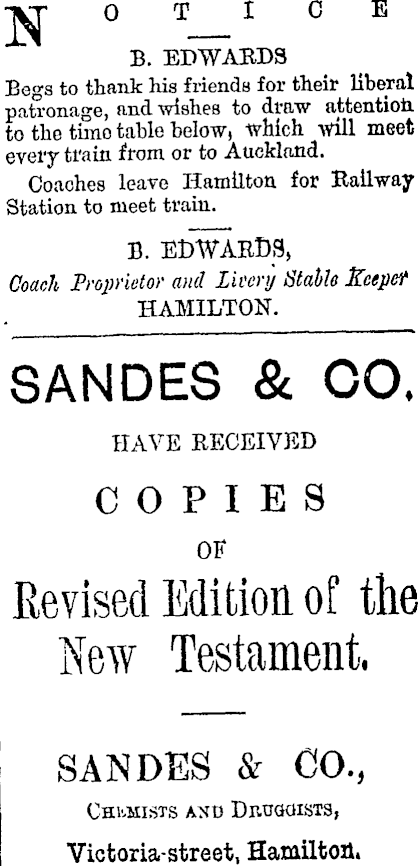 NOTICE
B. EDWARDS
Begs to thank his friends for their liberal
patronage, and wishes to draw attention
to the time table below, which will meet
every train from or to Auckland.
Coaches leave Hamilton for Railway
Station to meet train.
B. EDWARDS,
Coach Proprietor and Livery Stable Keeper
HAMILTON.
SANDES & CO.
HAVE RECEIVED
COPIES
OF
Revised Edition of the
New Testament.
SANDES & CO.,
CHEMISTS AND DRUGGISTS,
Victoria-street, Hamilton.